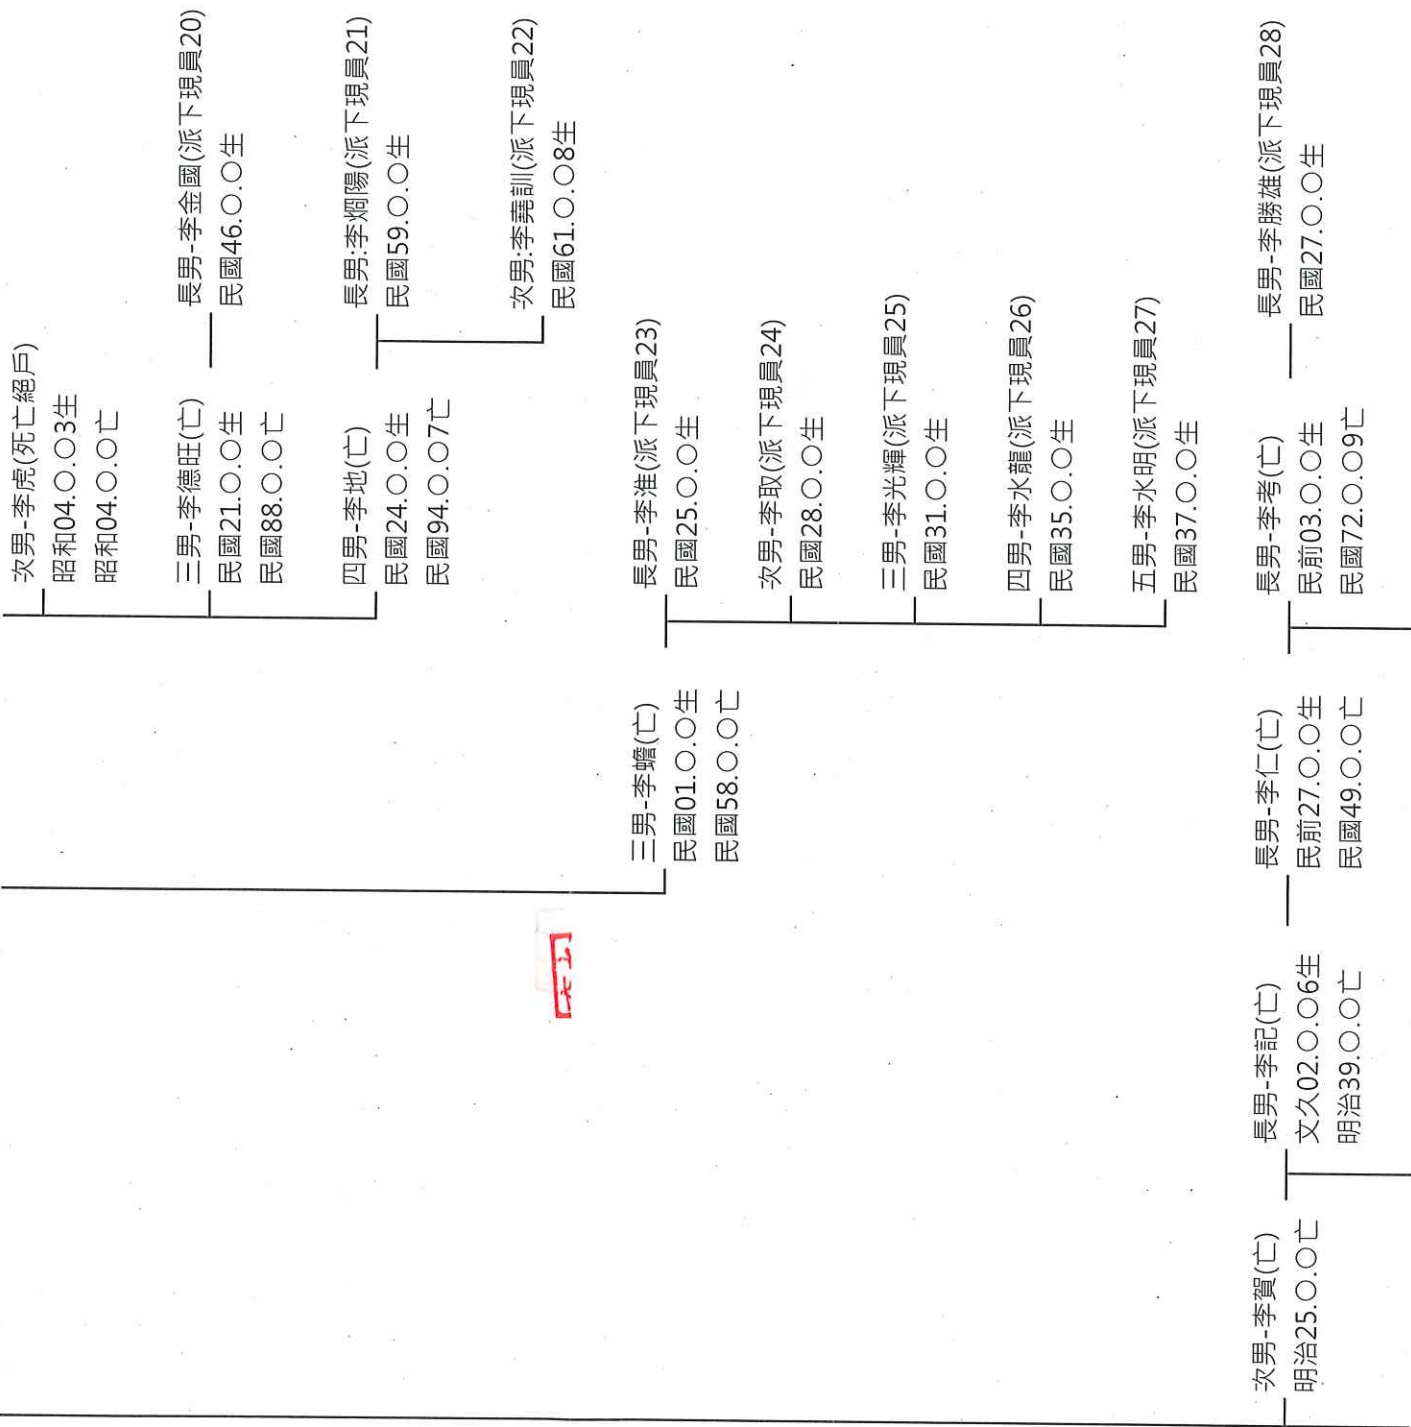 次男-李虎(死亡絕戶)
昭和04.○.○3生
昭和04.○.○亡
三男-李德旺(亡)
民國21.○.○生
民國88.○.○亡
長男-李金國(派下現員20)
民國46.○.○生
四男-李地(亡)
民國24.○.○生
民國94.○.○7亡
長男:李烱陽(派下現員21)
民國59.○.○生
次男:李堯訓(派下現員22)
民國61.○.○8生
三男-李蟾(亡)
民國01.○.○生
民國58.○.○亡
長男-李淮(派下現員23)
民國25.○.○生
次男-李取(派下現員24)
民國28.○.○生
三男-李光輝(派下現員25)
民國31.○.○生
四男-李水龍(派下現員26)
民國35.○.○生
五男-李水明(派下現員27)
民國37.○.○生
次男-李賀(亡)
明治25.○.○亡
長男-李記(亡)
文久02.○.○6生
明治39.○.○亡
長男-李仁(亡)
民前27.○.○生
民國49.○.○亡
長男-李考(亡)
民前03.○.○生
民國72.○.○9亡
長男-李勝雄(派下現員28)
民國27.○.○生